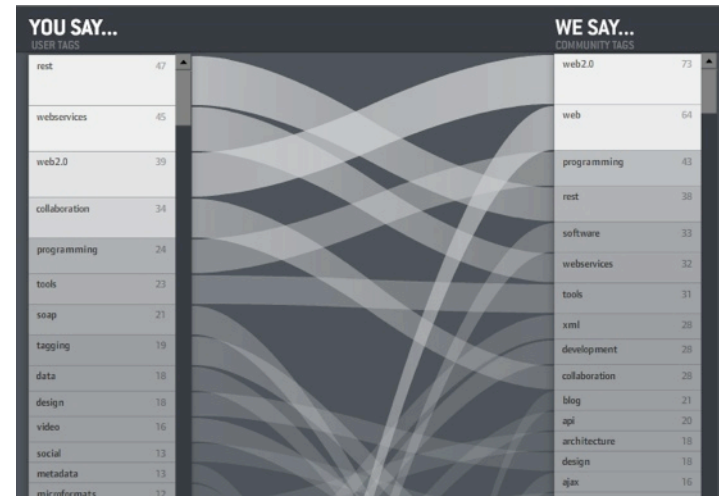 YOU SAY...
USER TAGS
rest 47
webservices 45
web2.0 39
collaboration 34
programming 24
tools 23
soap 21
tagging 19
data 18
design 18
video 16
social 13
metadata 13
microformats 12
WE SAY...
COMMUNITY TAGS
web2.0 73
web 64
programming 43
rest 38
software 33
webservices 32
tools 31
xml 28
development 28
collaboration 28
blog 21
api 20
architecture 18
design 18
ajax 16